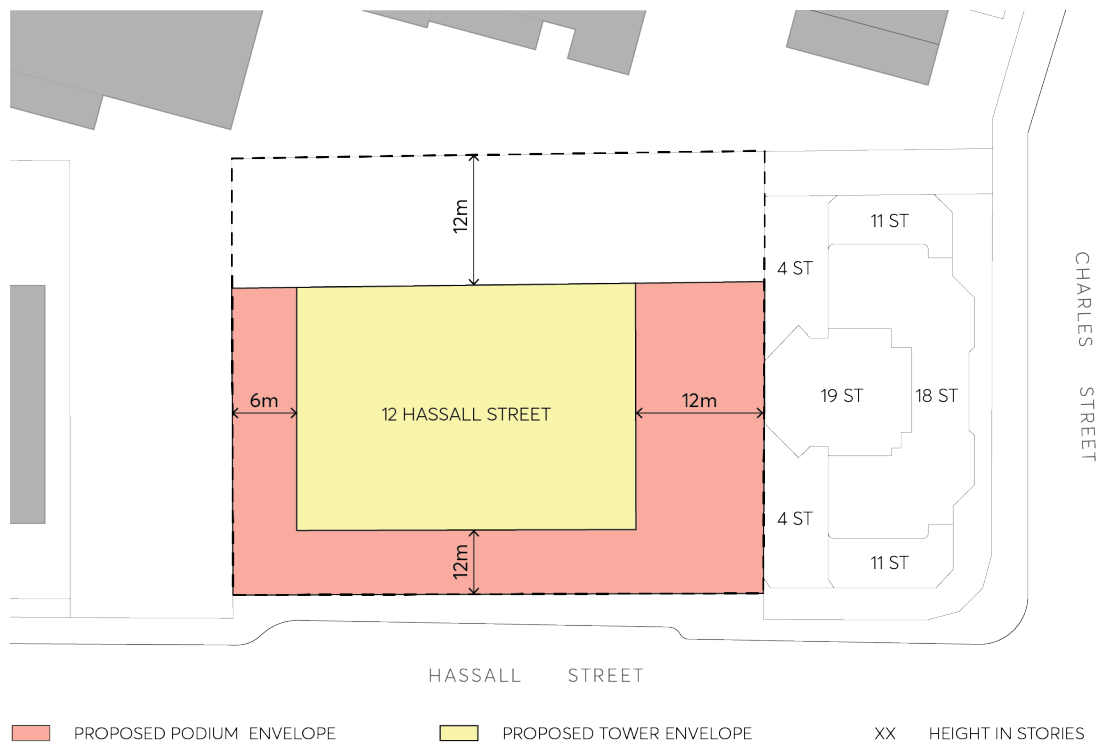 12m
11 ST
4 ST
CHARLES STREET
6m
12 HASSALL STREET
12m
19 ST
18 ST
4 ST
12m
11 ST
HASSALL STREET
PROPOSED PODIUM ENVELOPE
PROPOSED TOWER ENVELOPE
XX HEIGHT IN STORIES